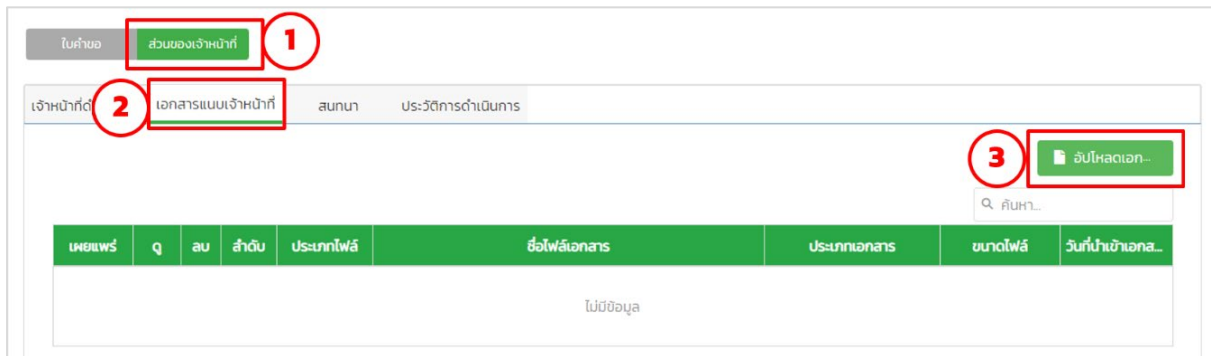 ใบคำขอ ส่วนของเจ้าหน้าที่ 1
เจ้าหน้าที่ 2 เอกสารแนบเจ้าหน้าที่ สนทนา ประวัติการดำเนินการ
3 อัปโหลดเอก...
ค้นหา...
เผยแพร่ ดู ลบ ลำดับ ประเภทไฟล์ ชื่อไฟล์เอกสาร ประเภทเอกสาร ขนาดไฟล์ วันที่นำเข้าเอกส...
ไม่มีข้อมูล